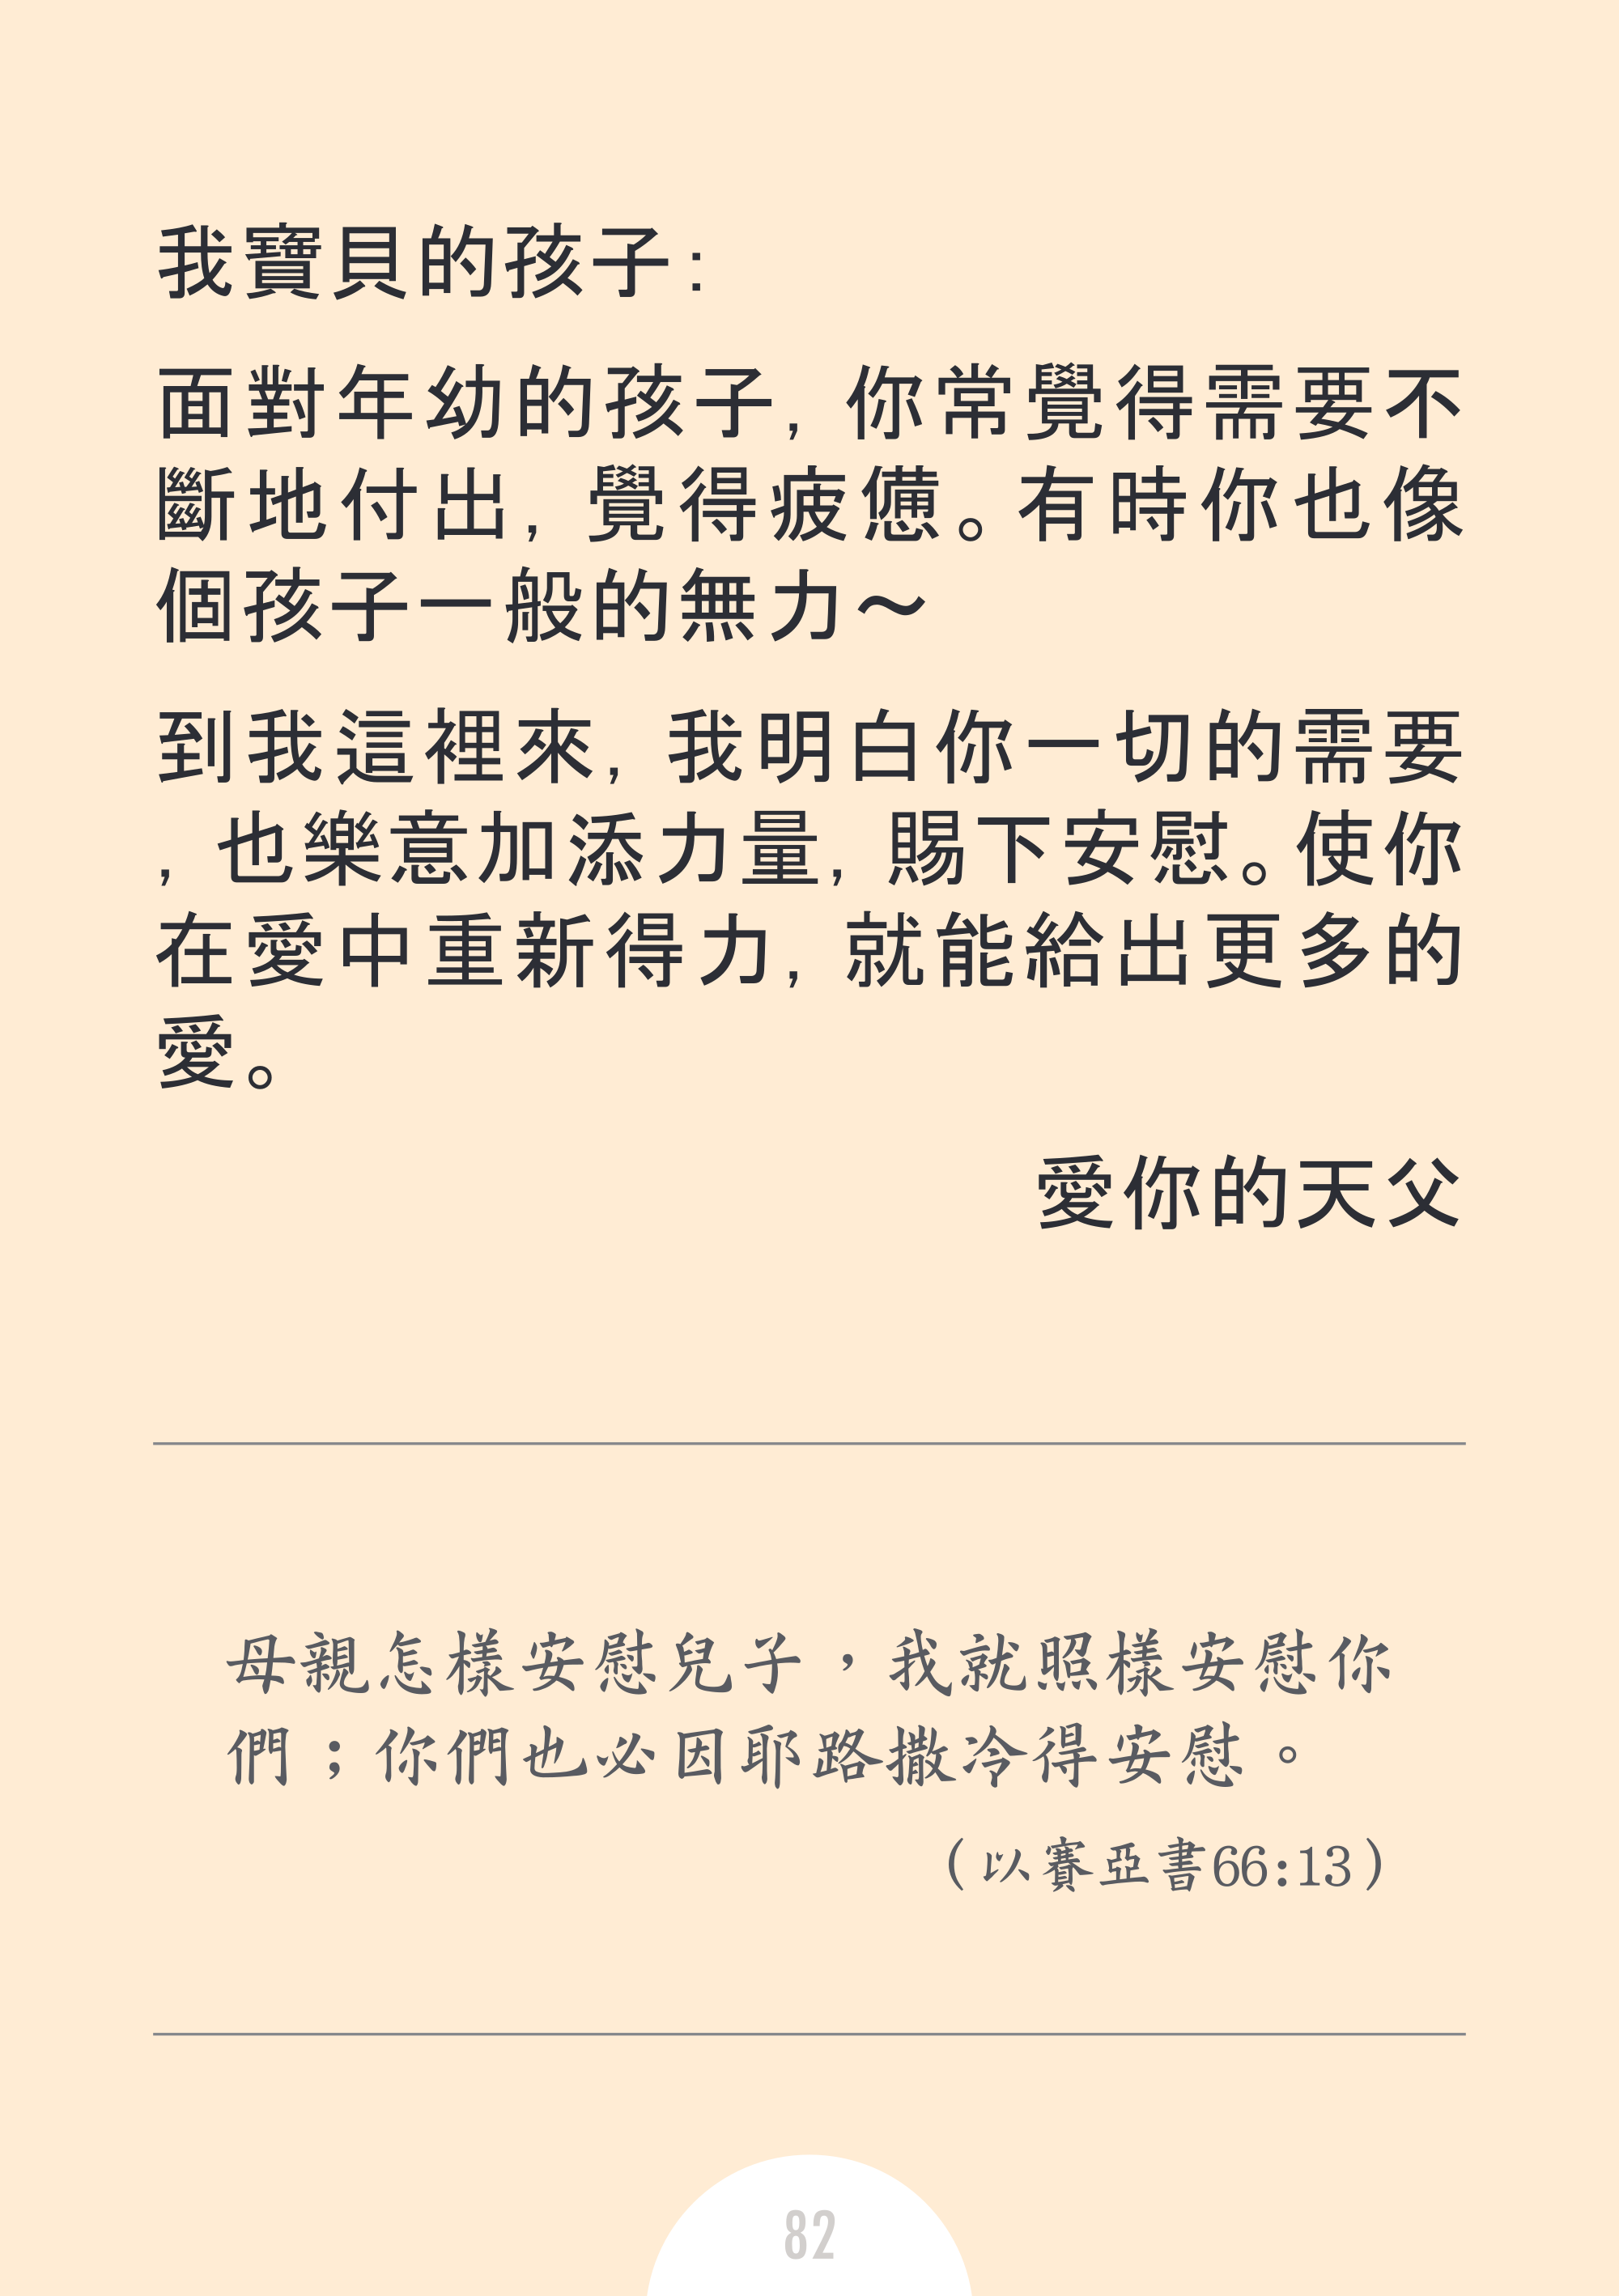 我寶貝的孩子:
面對年幼的孩子, 你常覺得需要不
斷地付出, 覺得疲憊。有時你也像
個孩子一般的無力～
到我這裡來, 我明白你一切的需要
, 也樂意加添力量, 賜下安慰。使你
在愛中重新得力, 就能給出更多的
愛。
愛你的天父
母親怎樣安慰兒子，我就照樣安慰你
們；你們也必因耶路撒冷得安慰。
(以賽亞書66:13)
82